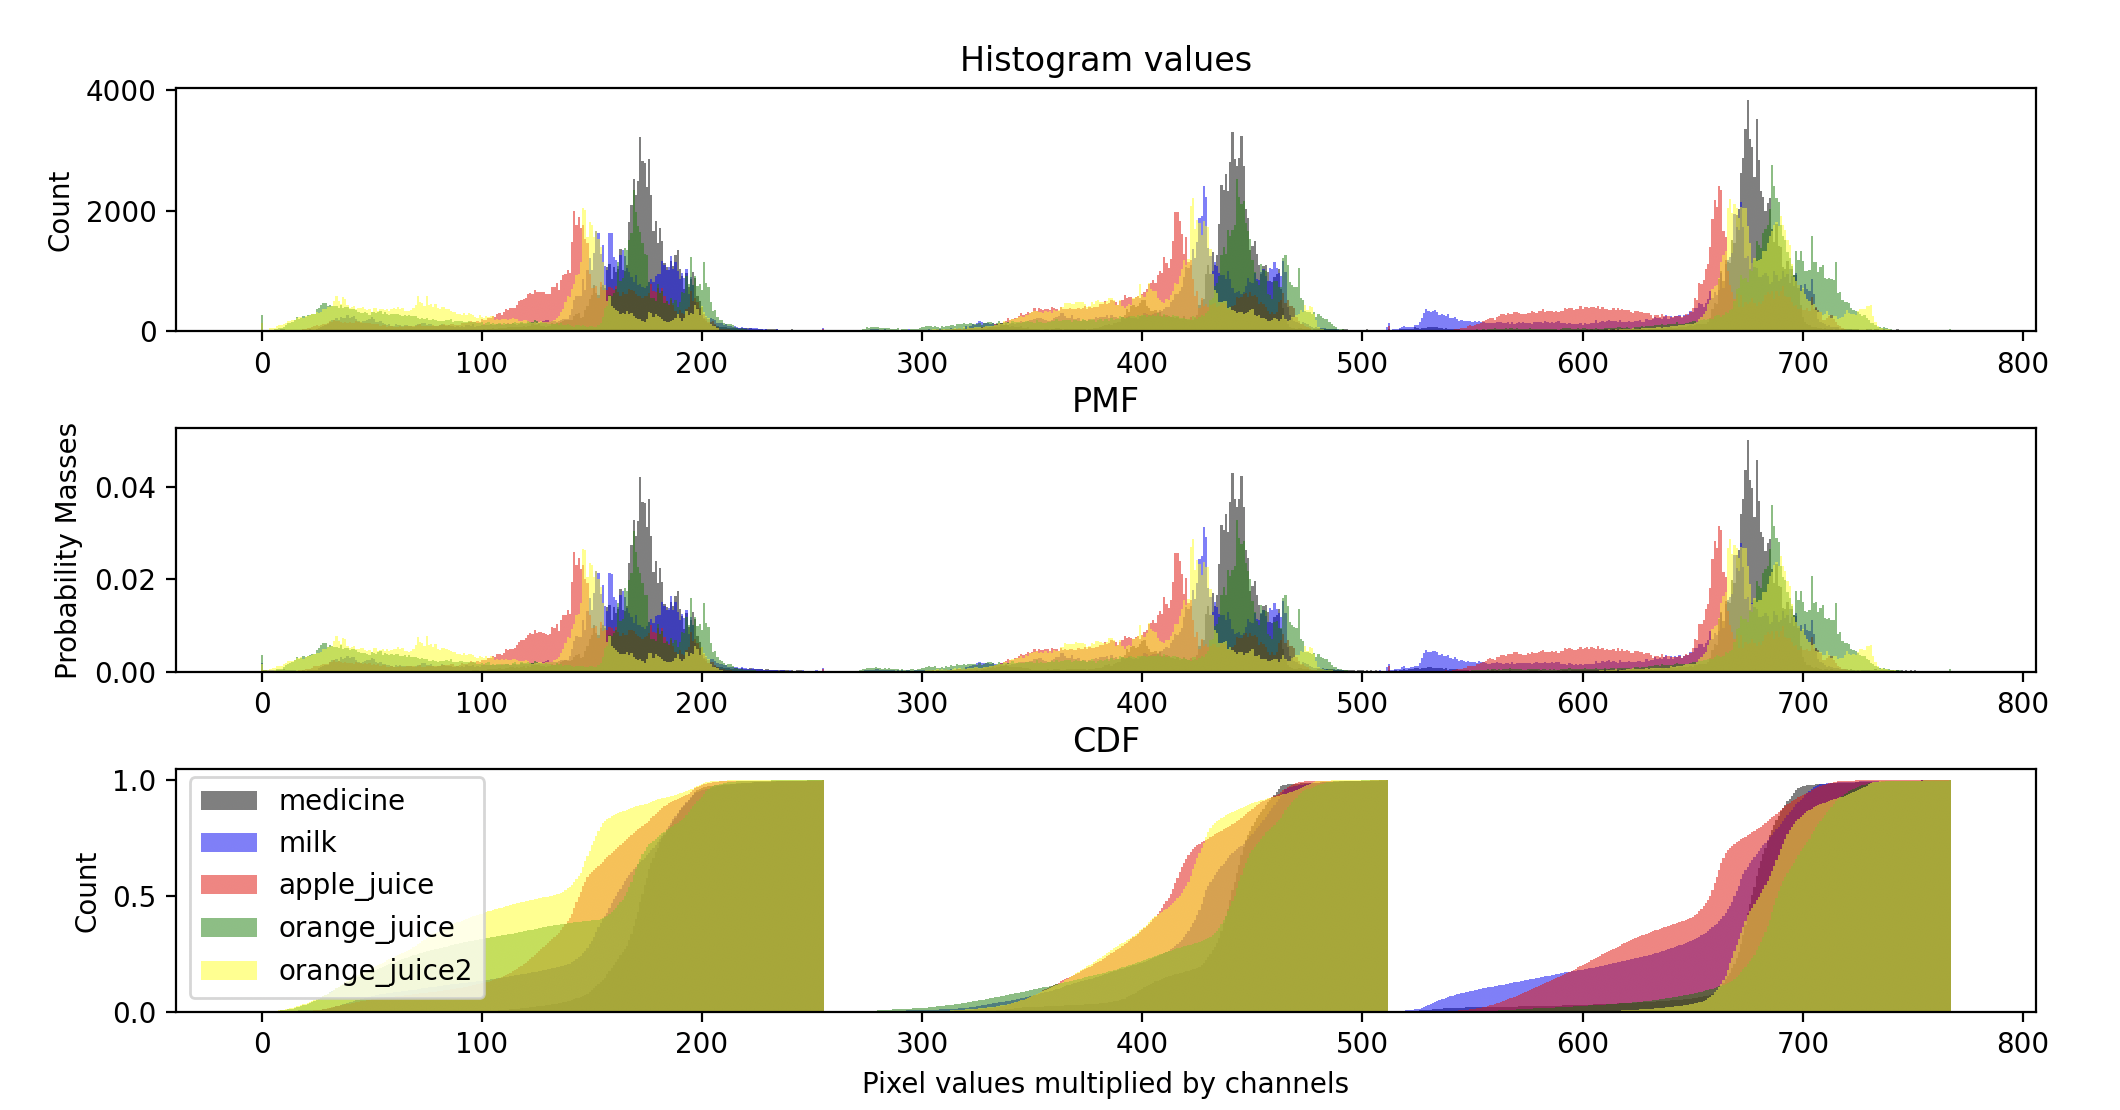 Histogram values
Count
4000
2000
0
0 100 200 300 400 500 600 700 800
PMF
Probability Masses
0.04
0.02
0.00
0 100 200 300 400 500 600 700 800
CDF
Count
1.0
0.5
0.0
medicine
milk
apple_juice
orange_juice
orange_juice2
0 100 200 300 400 500 600 700 800
Pixel values multiplied by channels